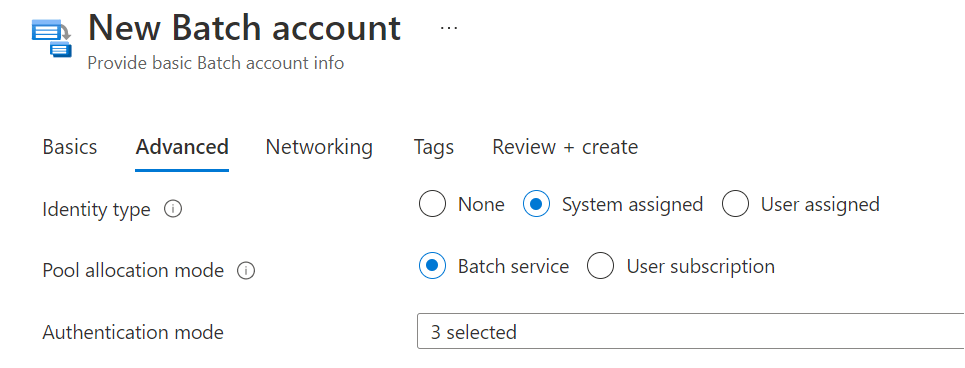 New Batch account ...
Provide basic Batch account info
Basics Advanced Networking Tags Review + create
Identity type None System assigned User assigned
Pool allocation mode Batch service User subscription
Authentication mode 3 selected